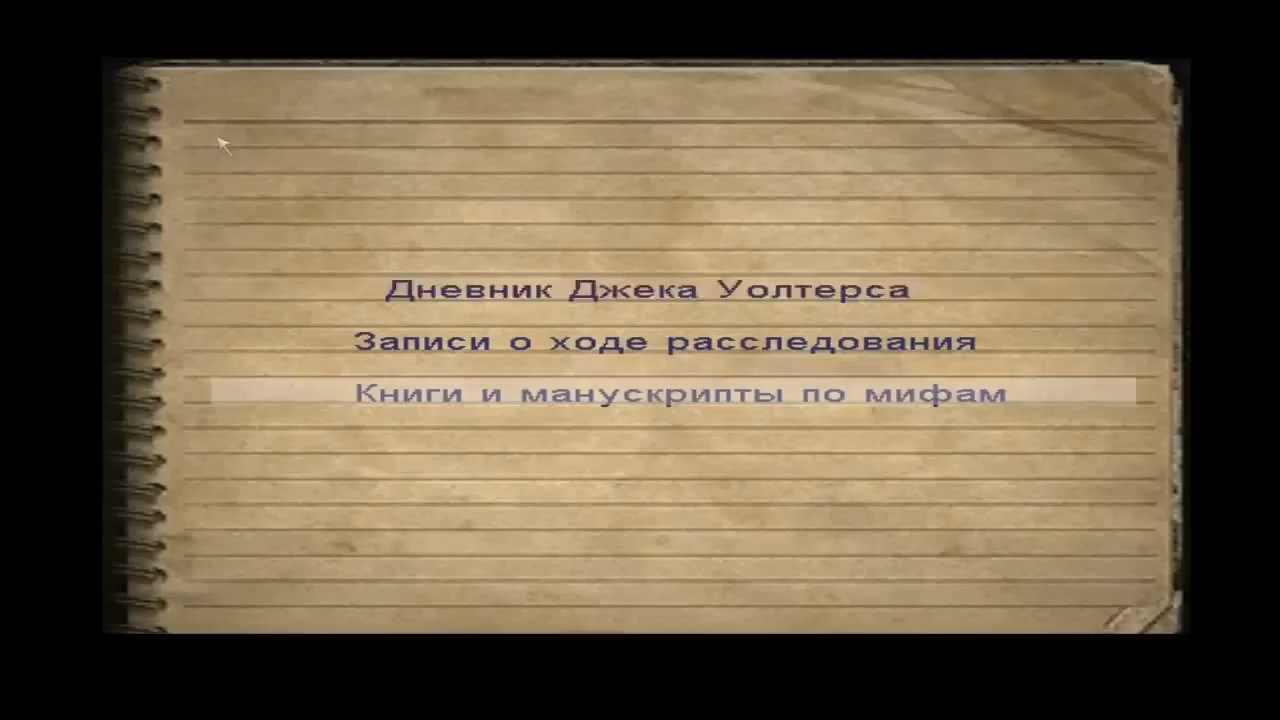 Дневник Джека Уолтерса
Записи о ходе расследования
Книги и манускрипты по мифам